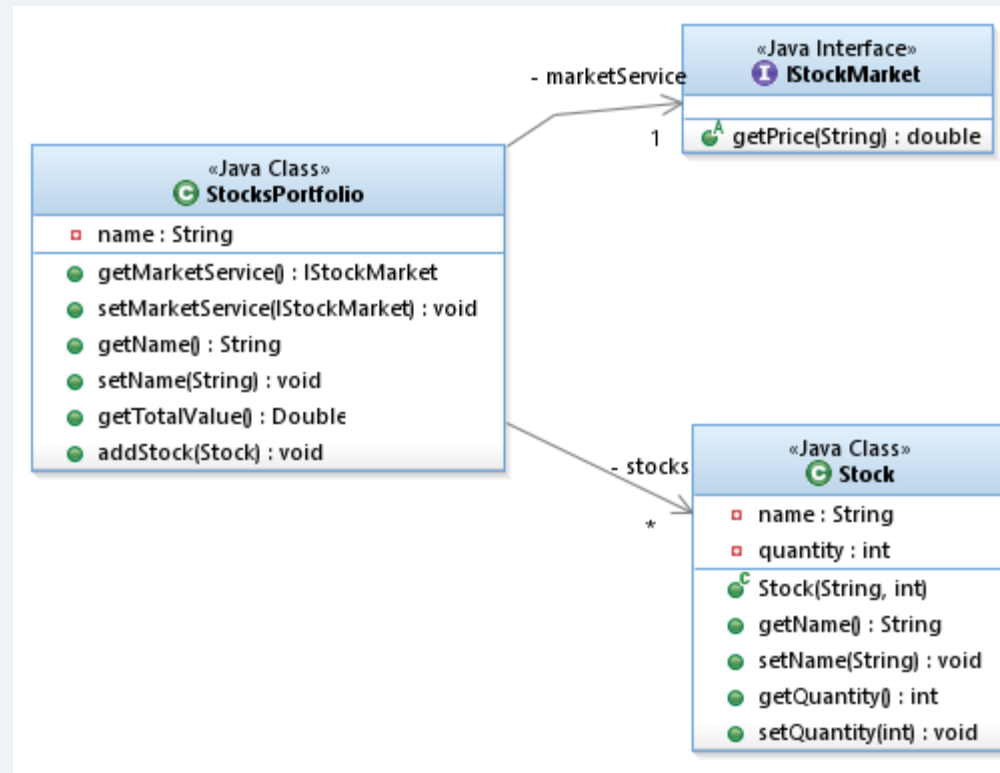 «Java Interface»
I IStockMarket
- marketService
1
A getPrice(String) : double
«Java Class»
C StocksPortfolio
name : String
getMarketService() : IStockMarket
setMarketService(IStockMarket) : void
getName() : String
setName(String) : void
getTotalValue() : Double
addStock(Stock) : void
- stocks
*
«Java Class»
C Stock
name : String
quantity : int
C Stock(String, int)
getName() : String
setName(String) : void
getQuantity() : int
setQuantity(int) : void